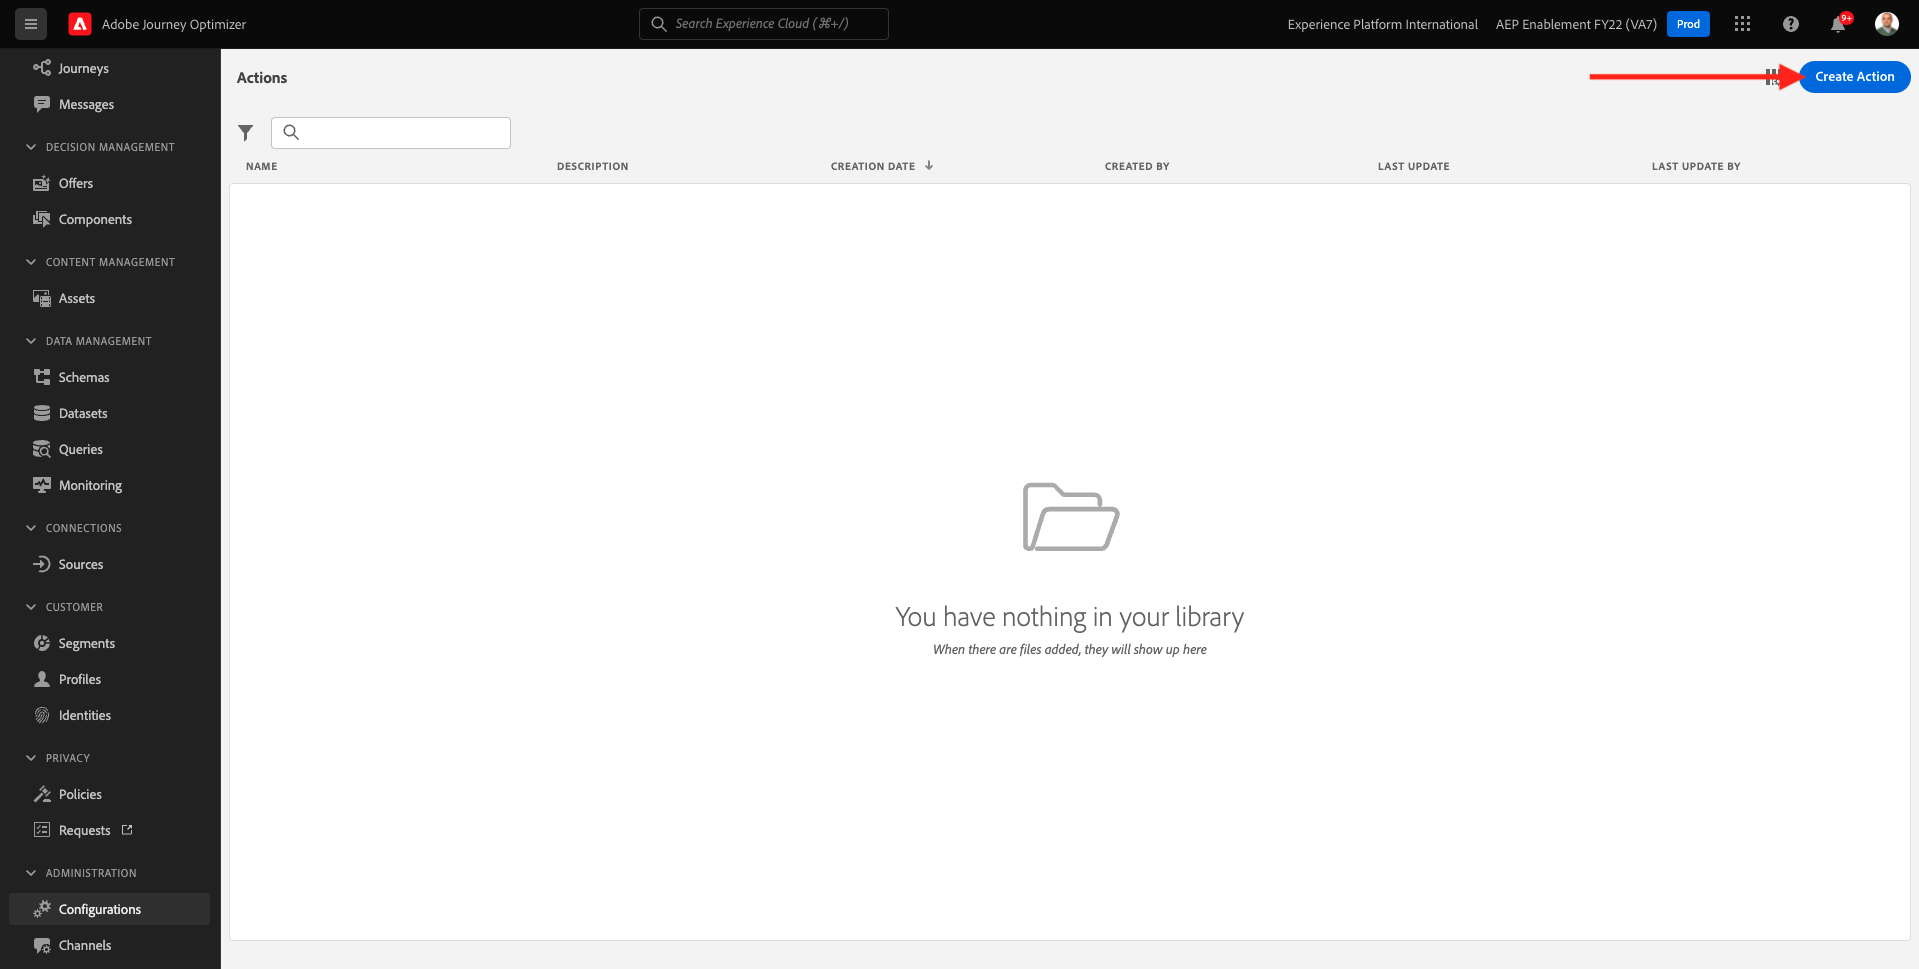 Adobe Journey Optimizer
Search Experience Cloud (⌘+/)
Experience Platform International
AEP Enablement FY22 (VA7)
Prod
9+
Journeys
Messages
DECISION MANAGEMENT
Offers
Components
CONTENT MANAGEMENT
Assets
DATA MANAGEMENT
Schemas
Datasets
Queries
Monitoring
CONNECTIONS
Sources
CUSTOMER
Segments
Profiles
Identities
PRIVACY
Policies
Requests
ADMINISTRATION
Configurations
Channels
Actions
Create Action
NAME DESCRIPTION CREATION DATE CREATED BY LAST UPDATE LAST UPDATE BY
You have nothing in your library
When there are files added, they will show up here